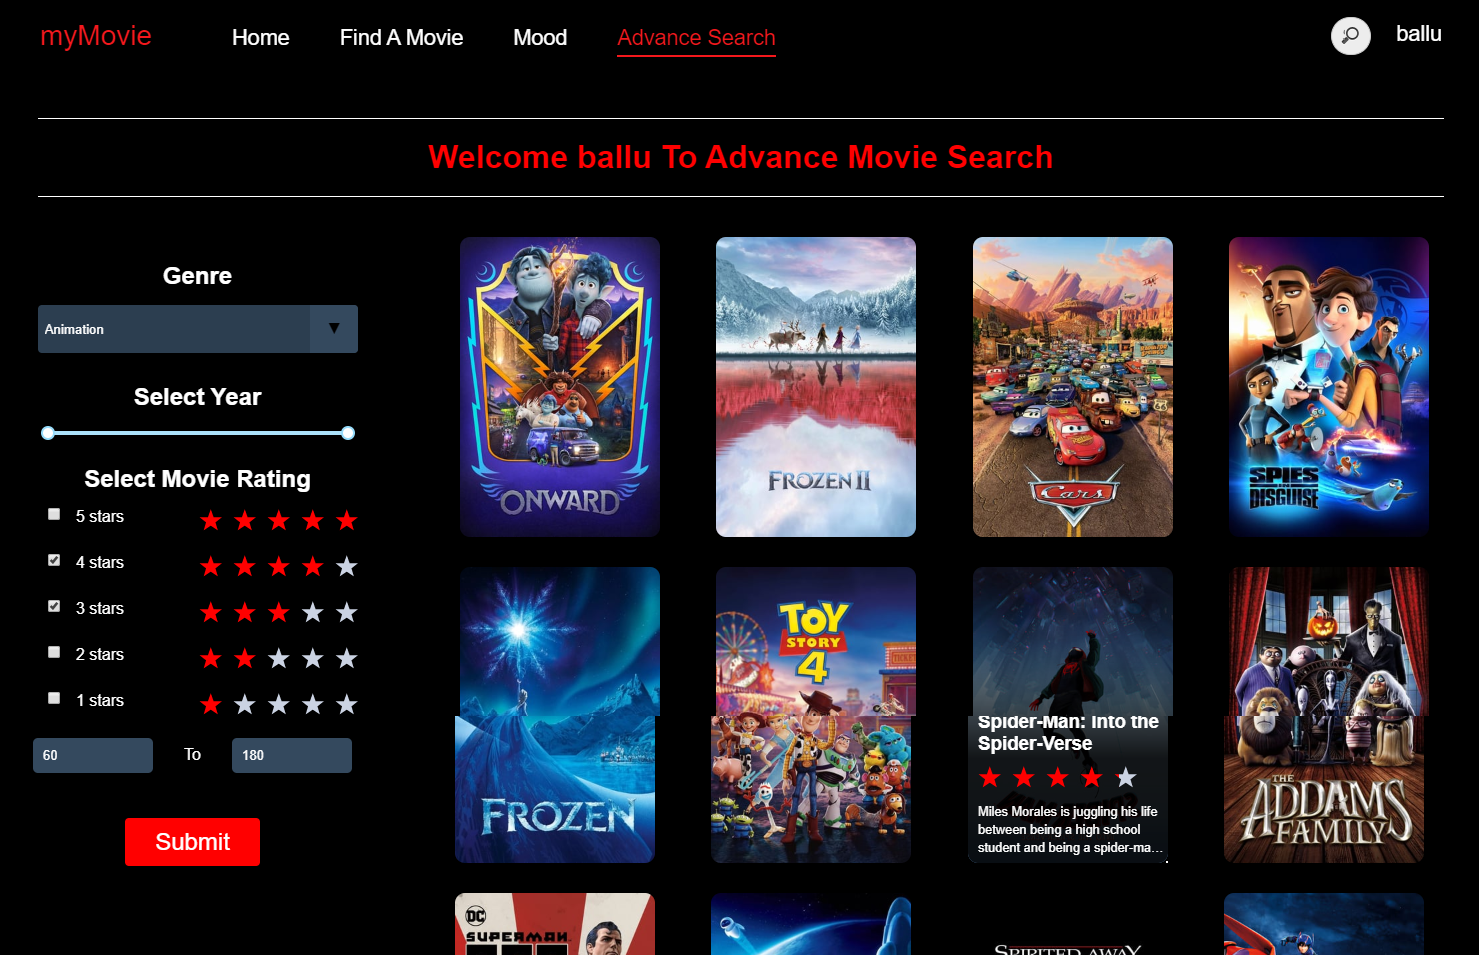 myMovie
Home
Find A Movie
Mood
Advance Search
ballu
Welcome ballu To Advance Movie Search
Genre
Animation
Select Year
Select Movie Rating
5 stars
4 stars
3 stars
2 stars
1 stars
60
To
180
Submit
ONWARD
FROZEN II
Cars
SPIES
DISGUISE
FROZEN
TOY
STORY
4
Spider-Man: Into the
Spider-Verse
Miles Morales is juggling his life
between being a high school
student and being a spider-ma...
THE
ADDAMS
FAMILY
DC
SUPERMAN
SPIRITED AWAY